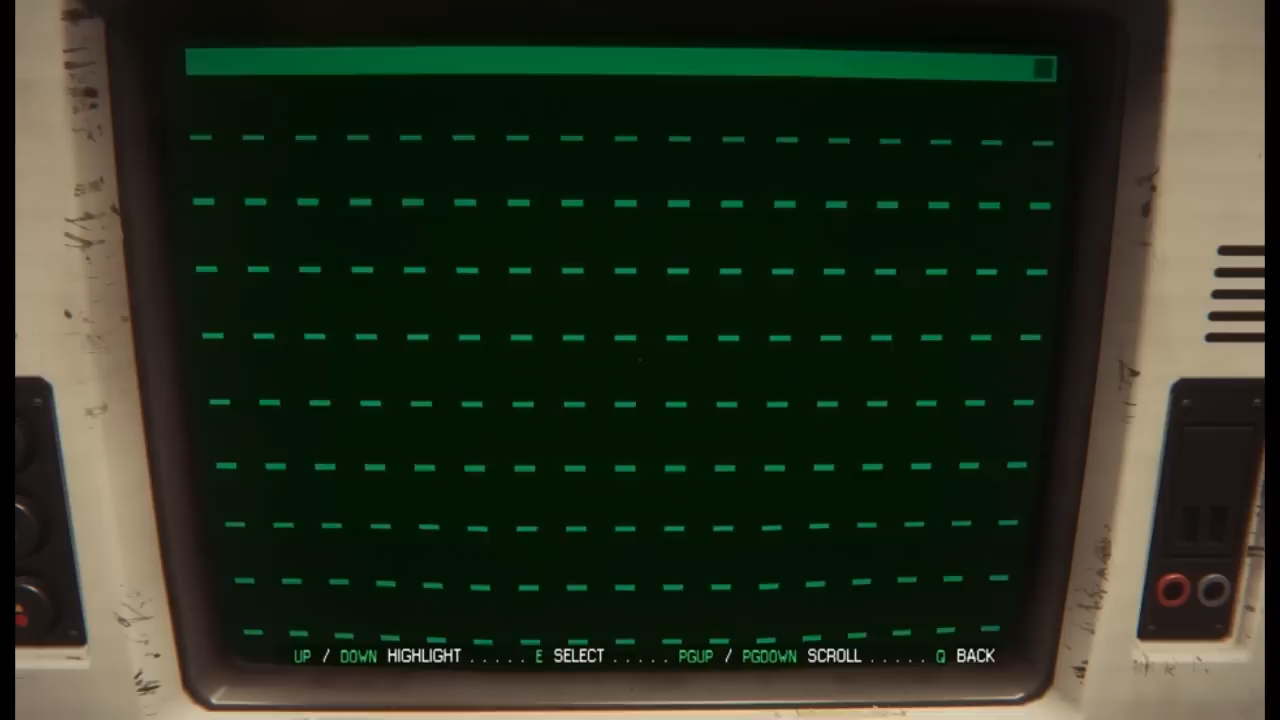 UP / DOWN HIGHLIGHT ..... E SELECT ..... PGUP / PGDOWN SCROLL ..... Q BACK